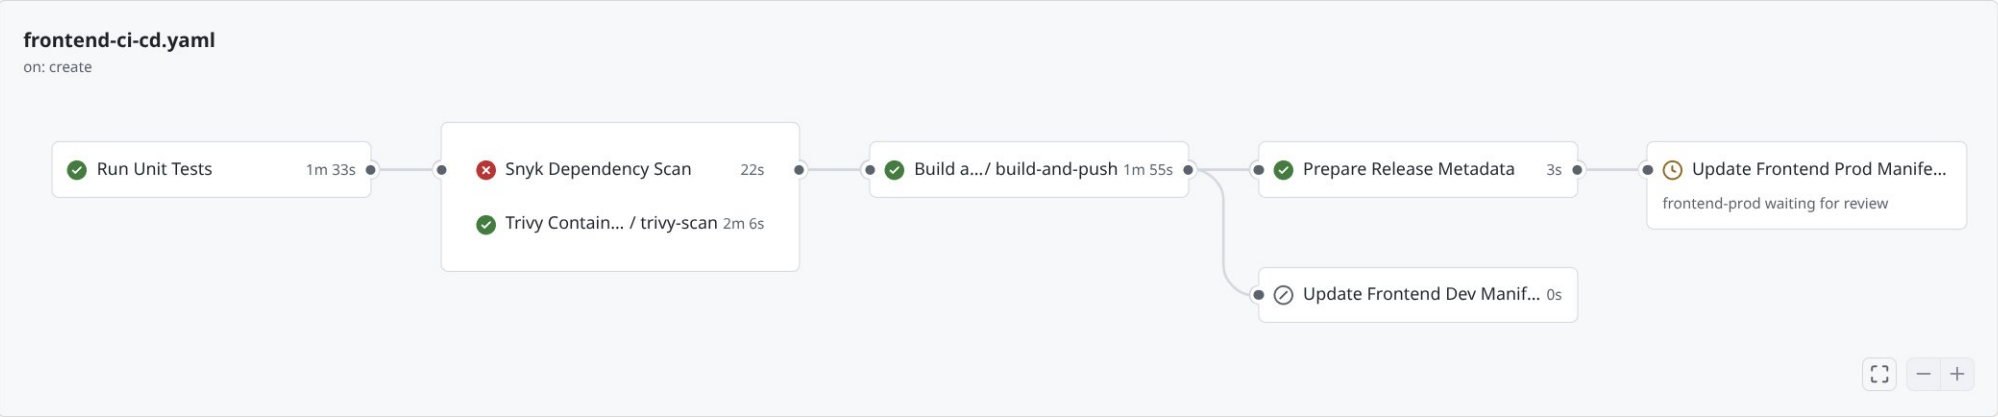 frontend-ci-cd.yaml
on: create
Run Unit Tests 1m 33s
Snyk Dependency Scan 22s
Trivy Contain... / trivy-scan 2m 6s
Build a.../ build-and-push 1m 55s
Prepare Release Metadata 3s
Update Frontend Dev Manif... 0s
Update Frontend Prod Manife...
frontend-prod waiting for review